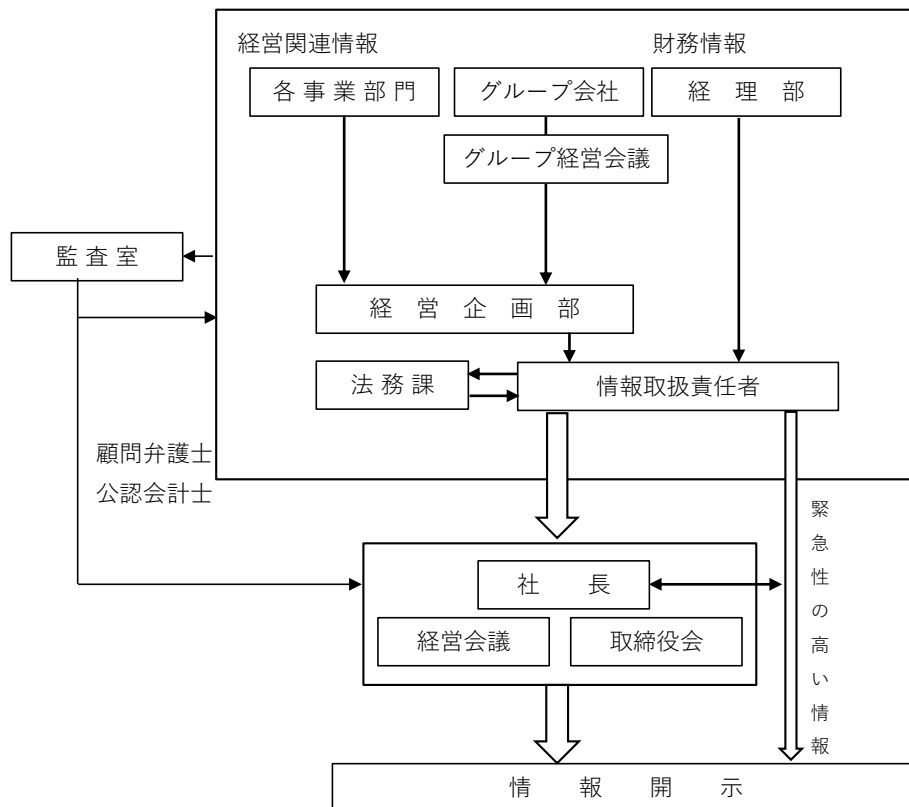 経営関連情報
財務情報
各事業部門
グループ会社
経理部
グループ経営会議
監査室
経営企画部
法務課
情報取扱責任者
顧問弁護士
公認会計士
緊急性の高い情報
社長
経営会議
取締役会
情報開示